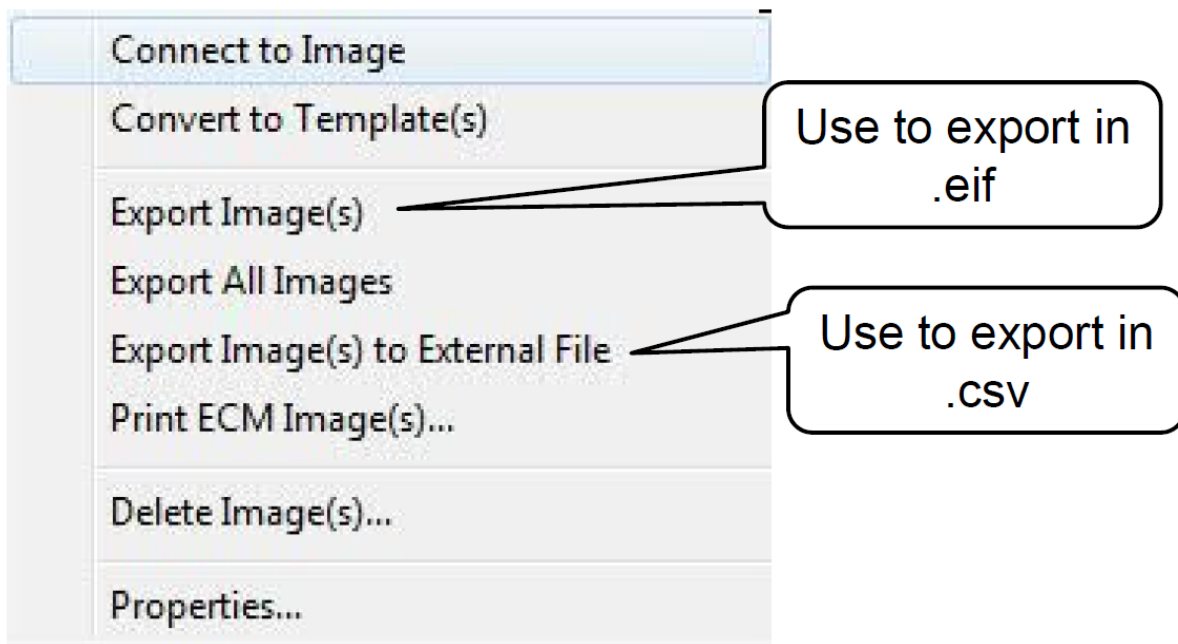 Connect to Image
Convert to Template(s)
Use to export in
.eif
Export Image(s)
Export All Images
Export Image(s) to External File
Use to export in
.csv
Print ECM Image(s)...
Delete Image(s)...
Properties...